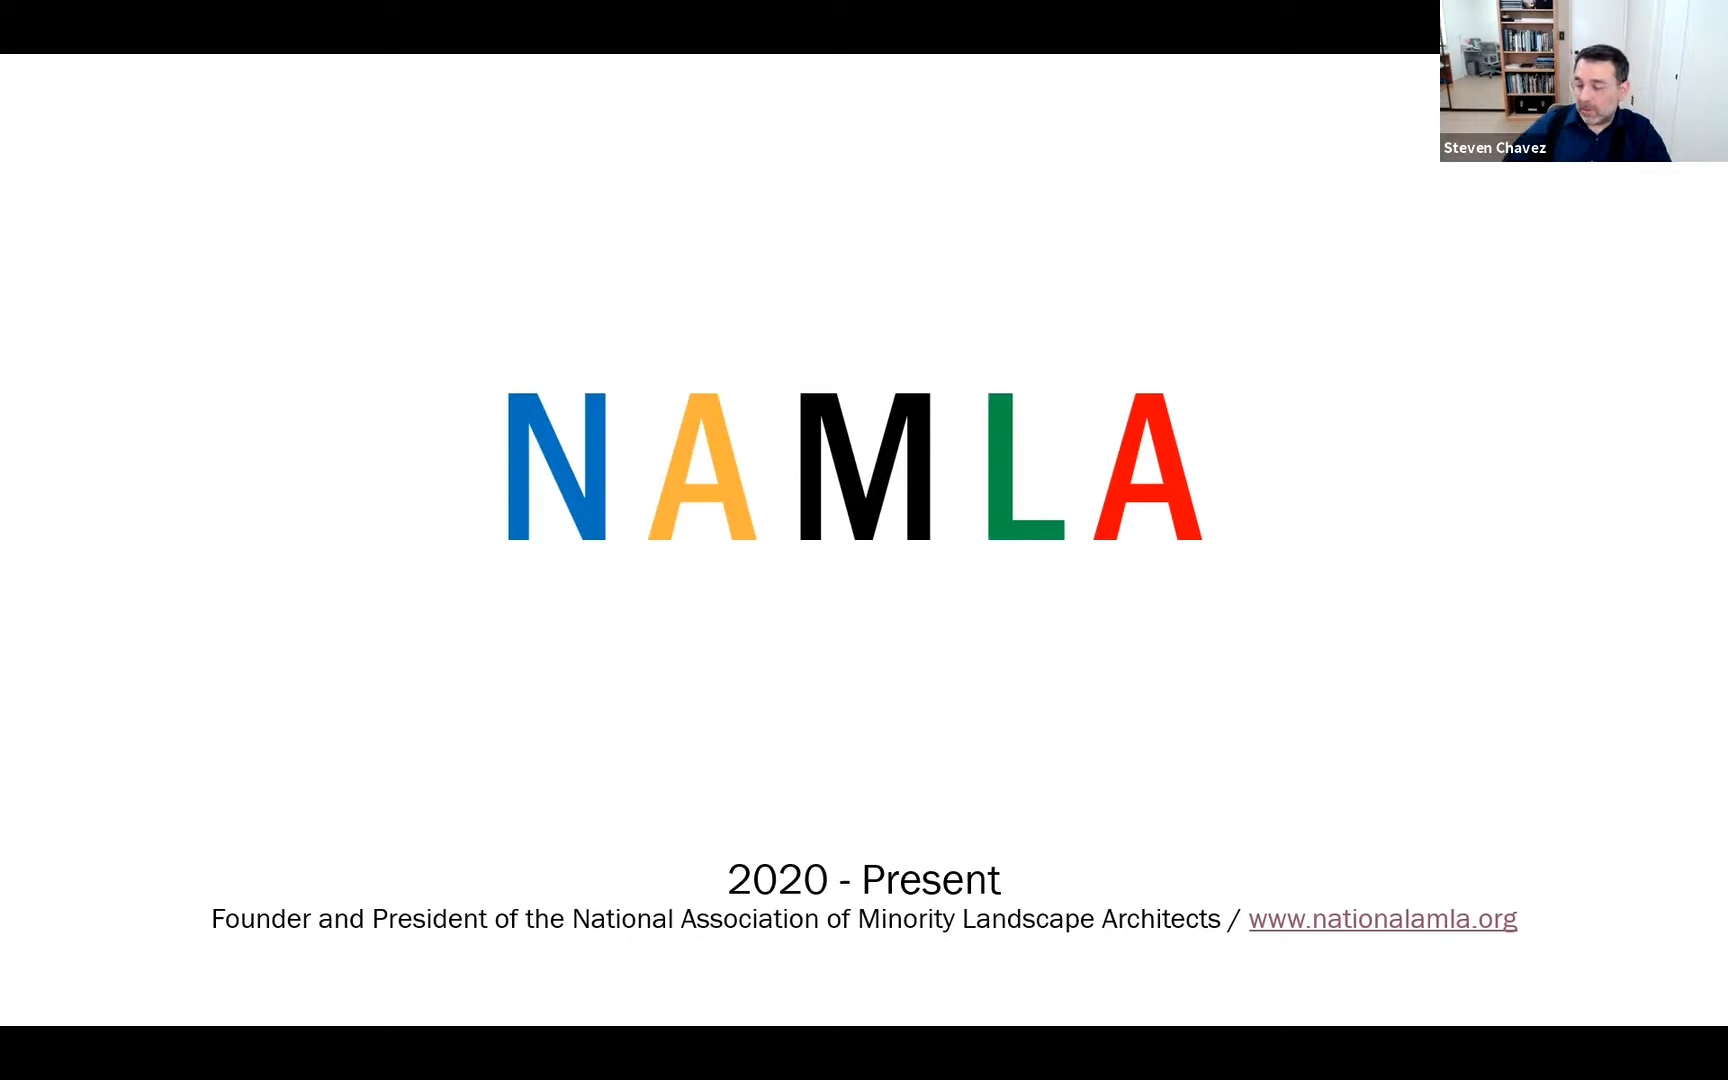 Steven Chavez
NAMLA
2020 - Present
Founder and President of the National Association of Minority Landscape Architects / www.nationalamla.org